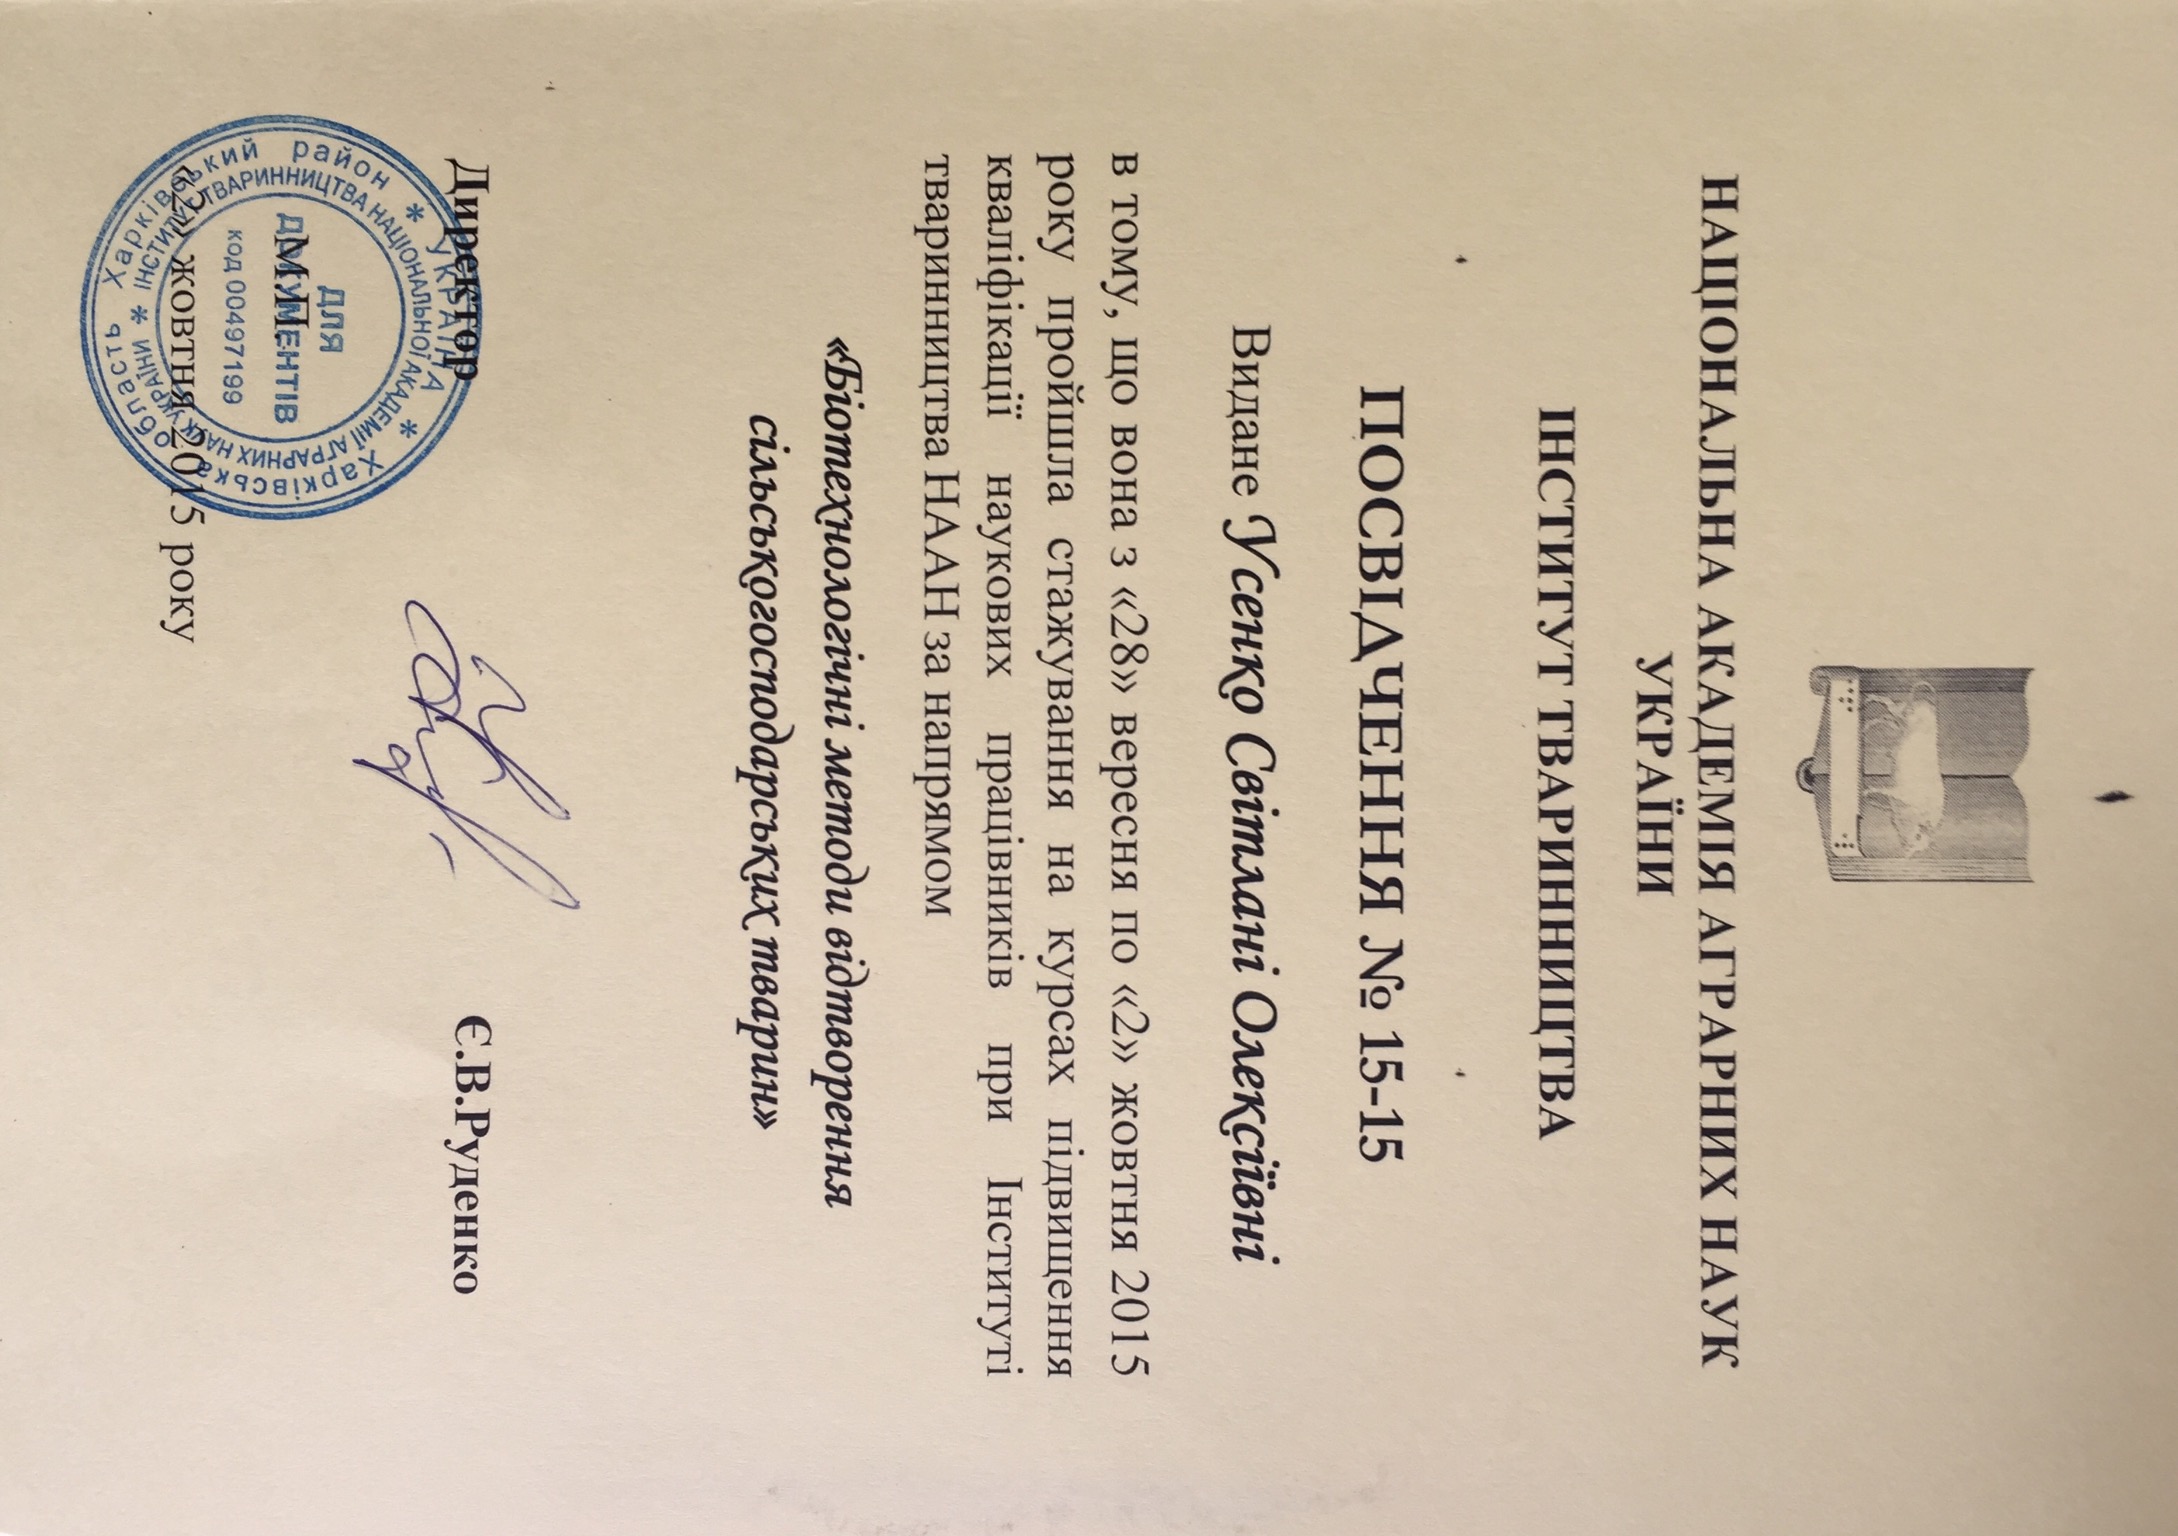 НАЦІОНАЛЬНА АКАДЕМІЯ АГРАРНИХ НАУК
УКРАЇНИ
ІНСТИТУТ ТВАРИННИЦТВА
ПОСВІДЧЕННЯ № 15-15
Видане Усенко Світлані Олексіївні
в тому, що вона з «28» вересня по «2» жовтня 2015
року пройшла стажування на курсах підвищення
кваліфікації наукових працівників при Інституті
тваринництва НААН за напрямом
«Біотехнологічні методи відтворення
сільськогосподарських тварин»
Директор Є.В.Руденко
М.П.
жовтня 2015 року
УКРАЇНА * Харківська область * Харківський район *
ІНСТИТУТ ТВАРИННИЦТВА НАЦІОНАЛЬНОЇ АКАДЕМІЇ АГРАРНИХ НАУК УКРАЇНИ *
ДЛЯ
ДОКУМЕНТІВ
код 00497199